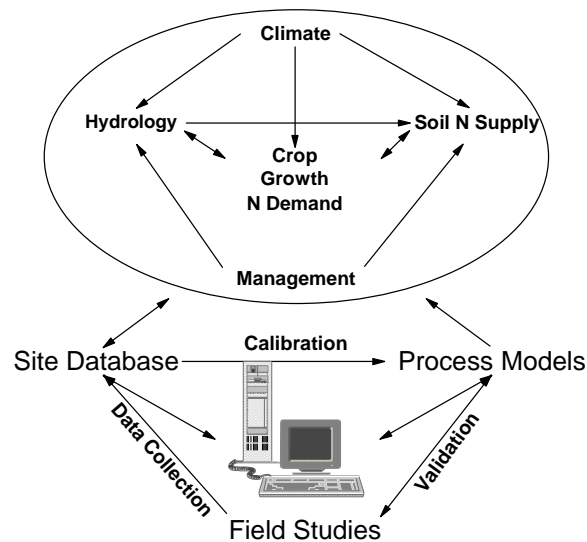 Climate
Hydrology
Soil N Supply
Crop
Growth
N Demand
Management
Calibration
Site Database
Process Models
Data Collection
Validation
Field Studies